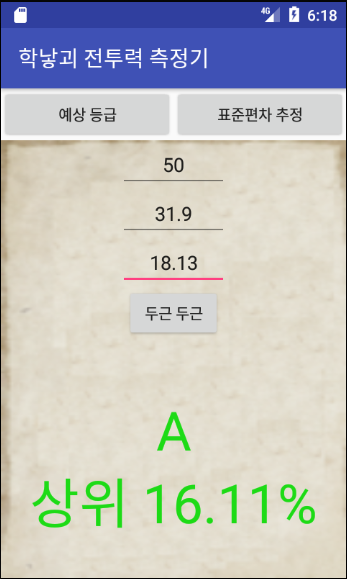 4G 6:18
학낳괴 전투력 측정기
예상 등급 표준편차 추정
50
31.9
18.13
두근 두근
A
상위 16.11%